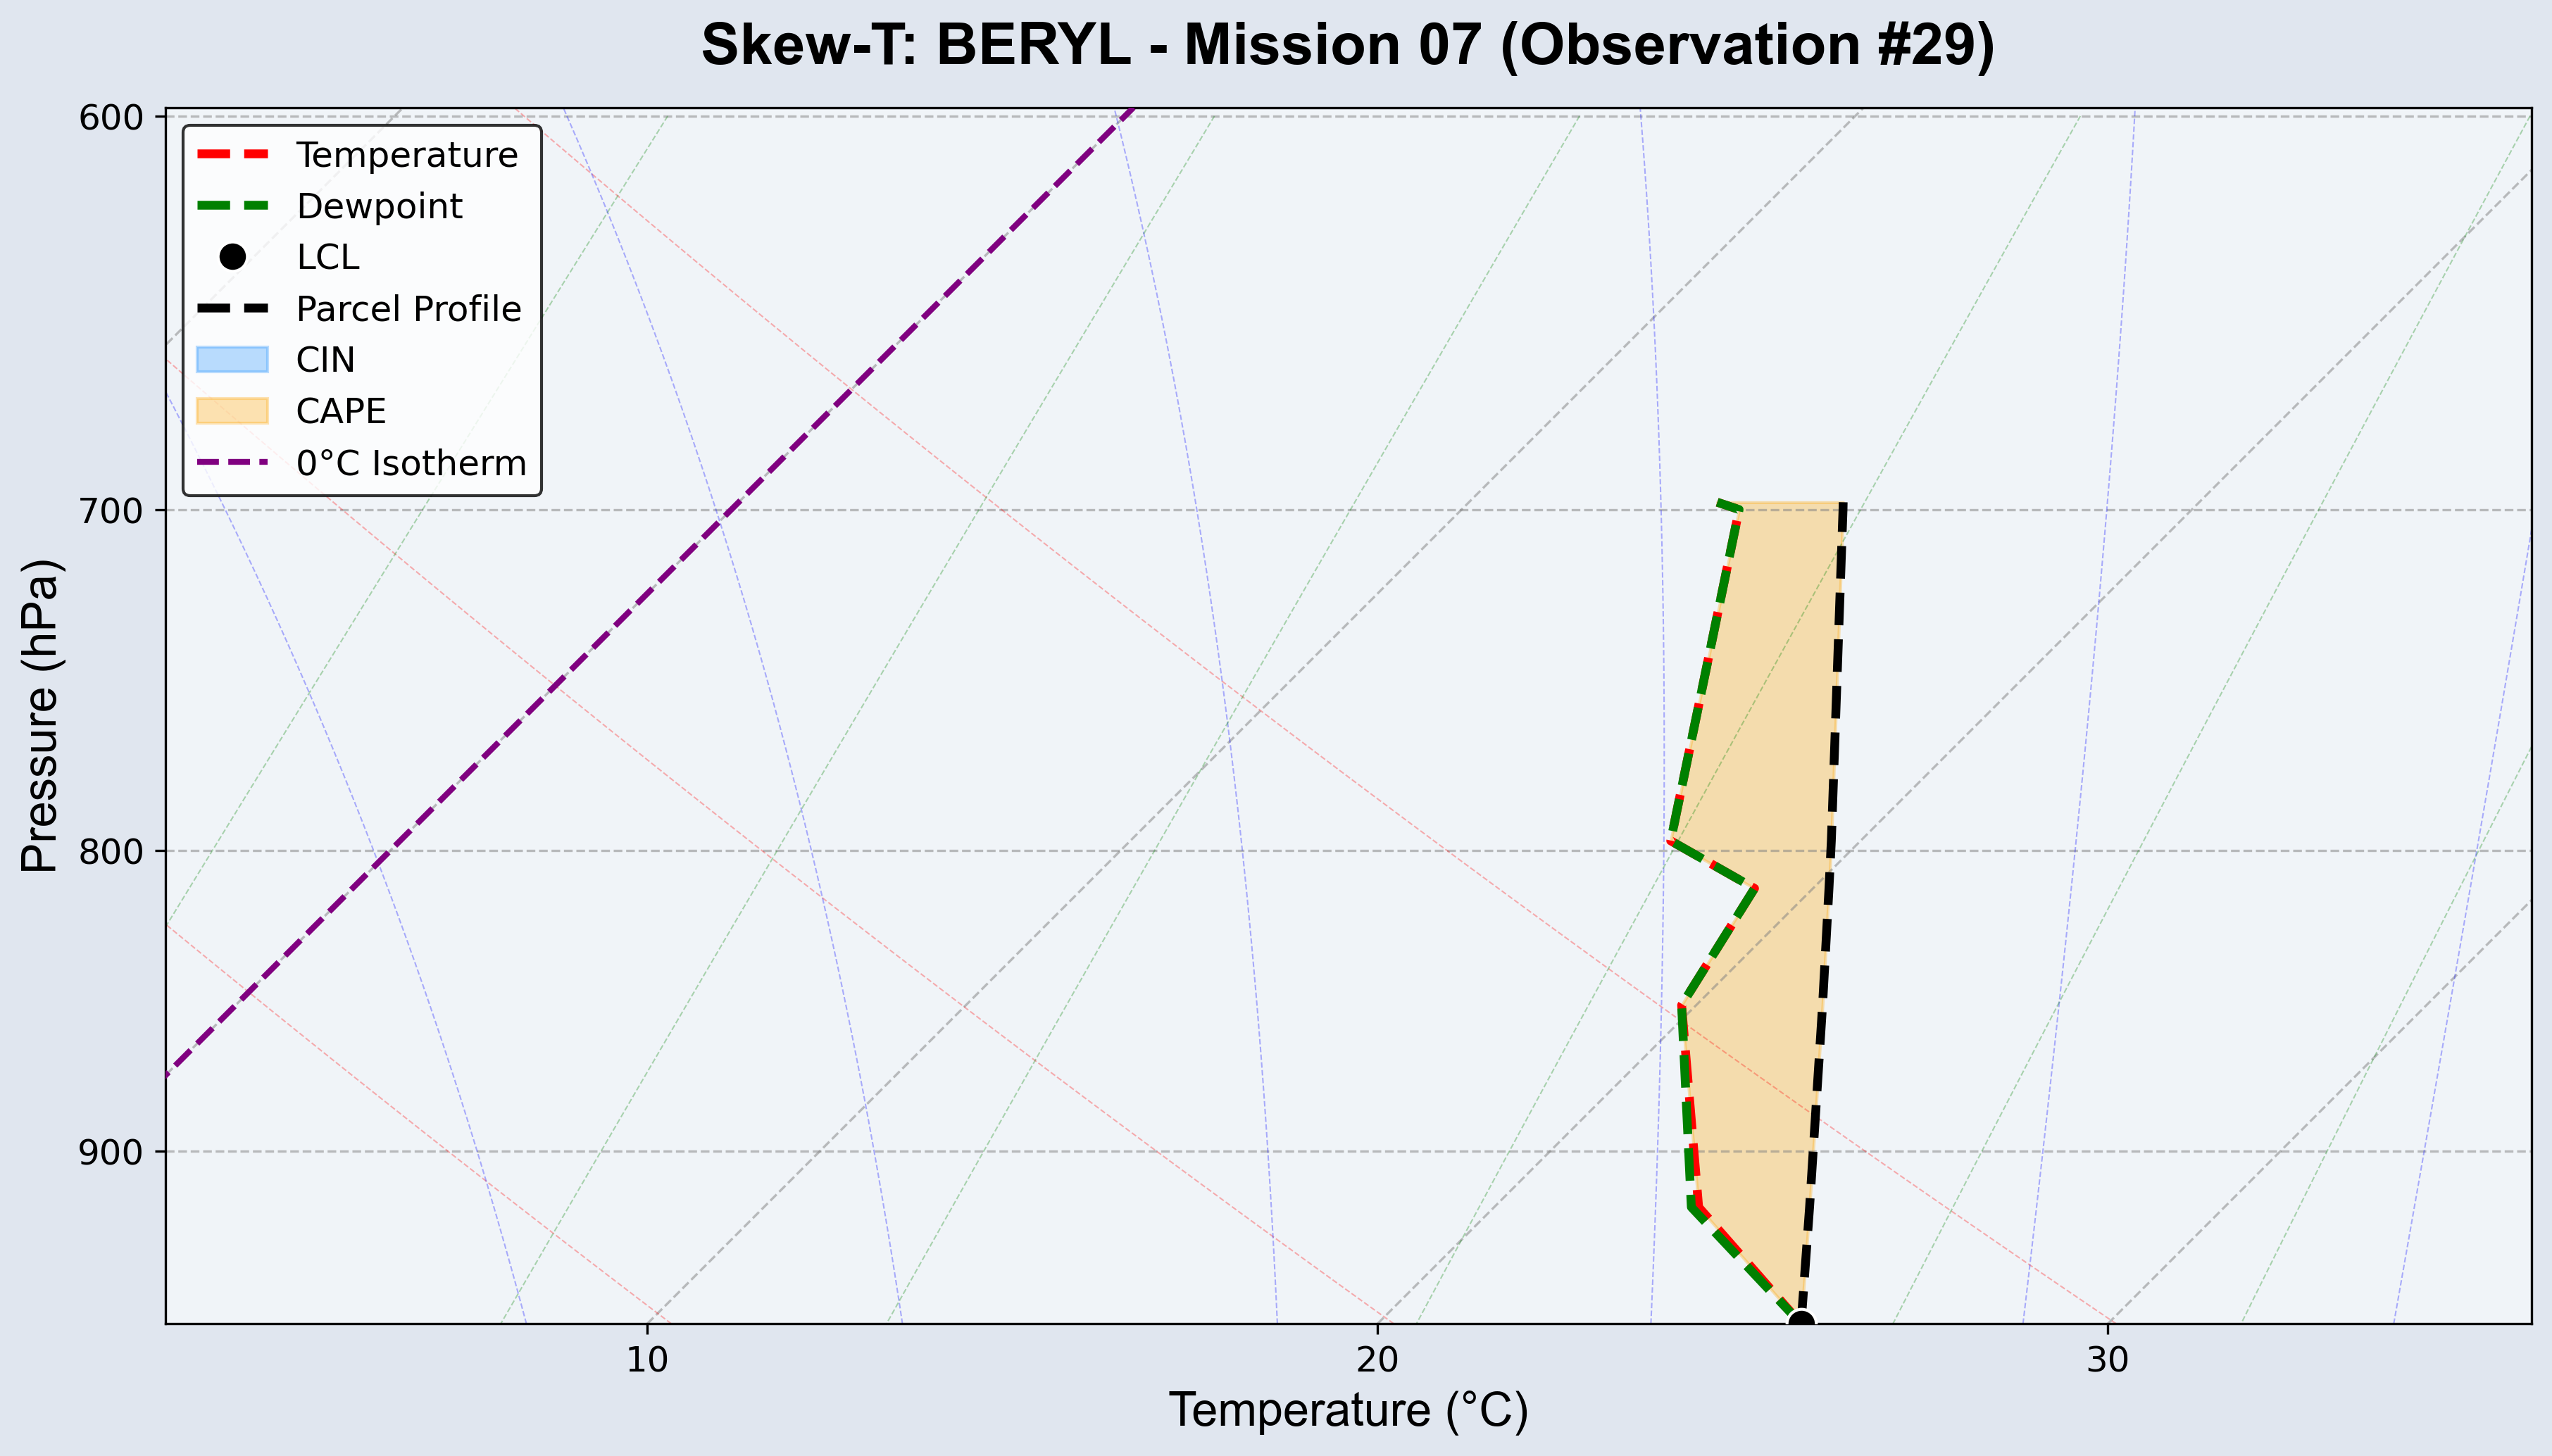 Skew-T: BERYL - Mission 07 (Observation #29)
600
700
800
900
Pressure (hPa)
Temperature
Dewpoint
LCL
Parcel Profile
CIN
CAPE
0°C Isotherm
10
20
30
Temperature (°C)